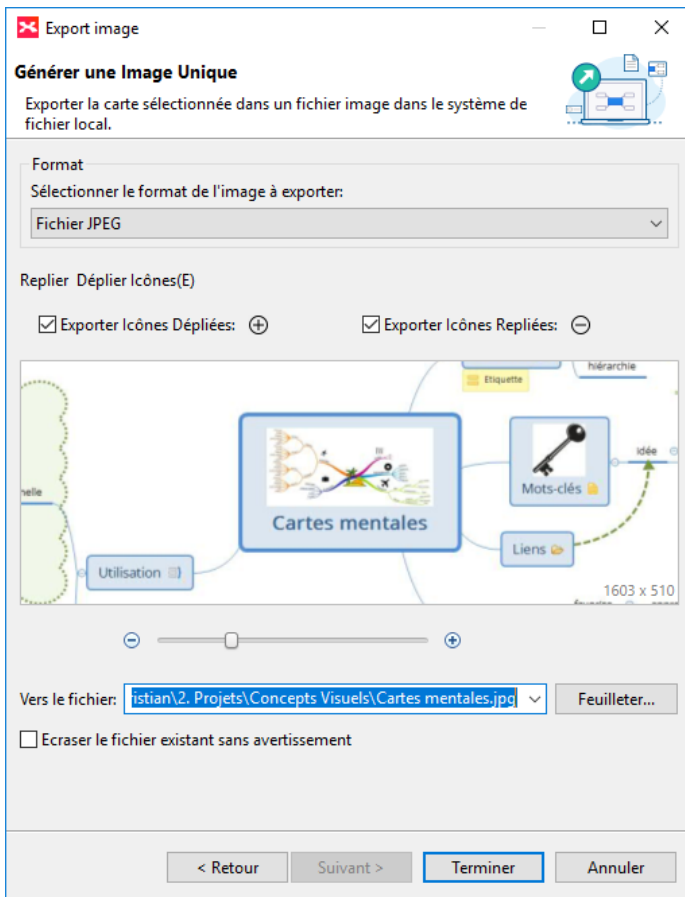 Export image
Générer une Image Unique
Exporter la carte sélectionnée dans un fichier image dans le système de
fichier local.
Format
Sélectionner le format de l'image à exporter:
Fichier JPEG
Replier Déplier Icônes(E)
Exporter Icônes Dépliées:
Exporter Icônes Repliées:
hiérarchie
Etiquette
idée
nelle
Mots-clés
Cartes mentales
Liens
Utilisation
1603 x 510
Vers le fichier:
istian\2. Projets\Concepts Visuels\Cartes mentales.jpg
Feuilleter...
Ecraser le fichier existant sans avertissement
< Retour
Suivant >
Terminer
Annuler